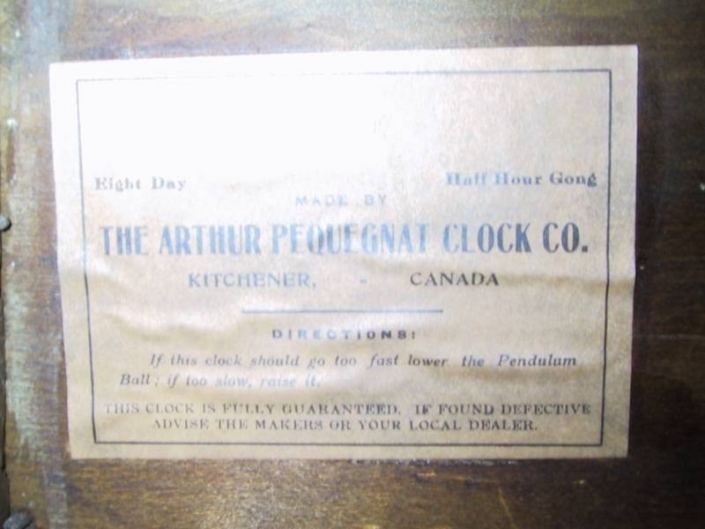 Eight Day Half Hour Gong
MADE BY
THE ARTHUR PEQUEGNAT CLOCK CO.
KITCHENER, - CANADA
DIRECTIONS:
If this clock should go too fast lower the Pendulum
Ball; if too slow, raise it.
THIS CLOCK IS FULLY GUARANTEED. IF FOUND DEFECTIVE
ADVISE THE MAKERS OR YOUR LOCAL DEALER.